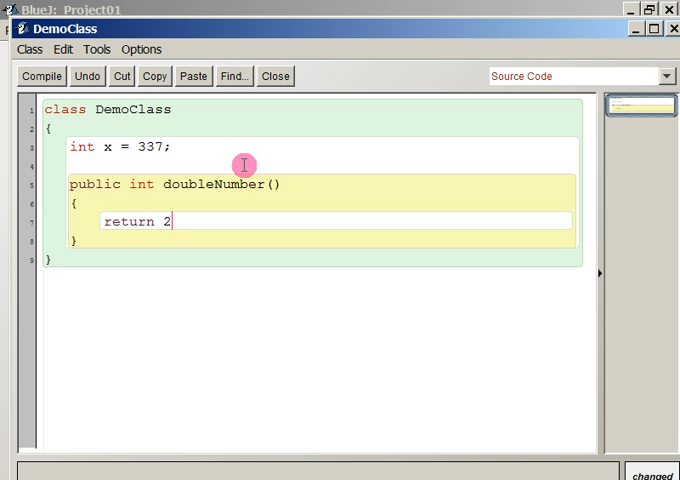 BlueJ: Project01
DemoClass
Class Edit Tools Options
Compile Undo Cut Copy Paste Find... Close Source Code
1 class DemoClass
2 {
3 int x = 337;
4
5 public int doubleNumber()
6 {
7 return 2
8 }
9 }
changed